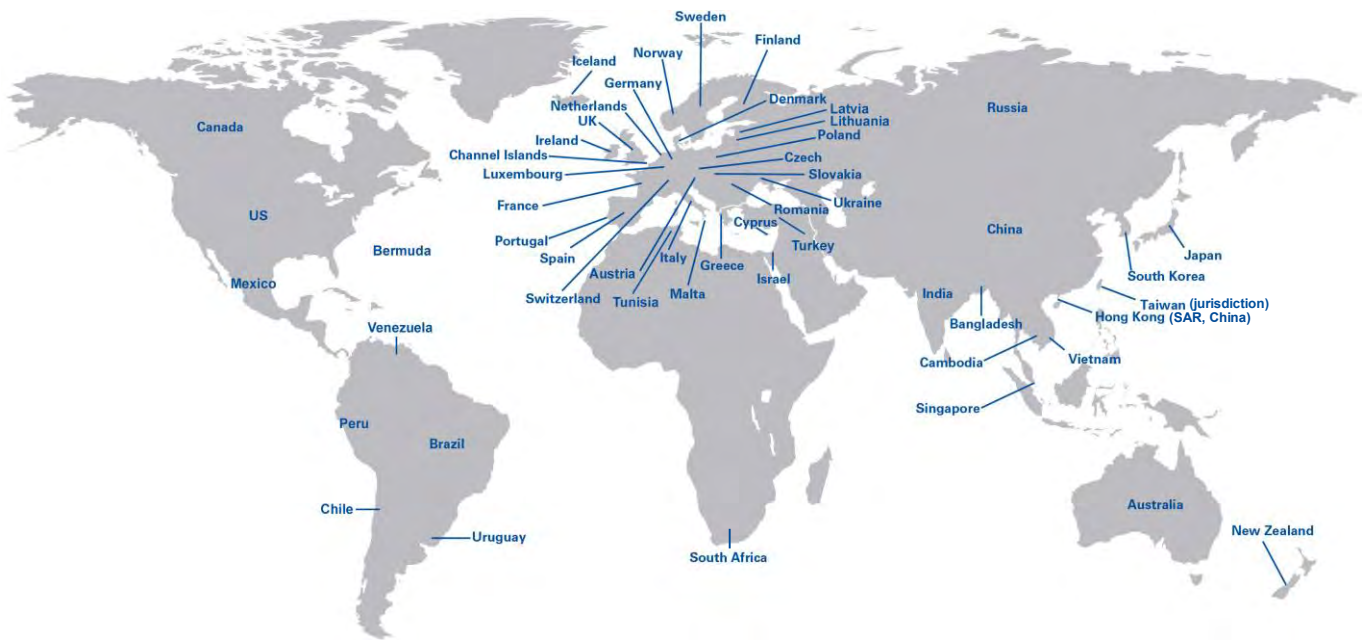 Sweden
Finland
Norway
Iceland
Germany
Netherlands
UK
Ireland
Channel Islands
Luxembourg
France
Portugal
Spain
Switzerland
Austria
Tunisia
Italy
Malta
Greece
Cyprus
Israel
Turkey
Romania
Ukraine
Slovakia
Czech
Poland
Lithuania
Latvia
Denmark
Russia
Canada
US
Bermuda
Mexico
Venezuela
Peru
Brazil
Chile
Uruguay
South Africa
China
Japan
South Korea
Taiwan (jurisdiction)
Hong Kong (SAR, China)
India
Bangladesh
Cambodia
Vietnam
Singapore
Australia
New Zealand